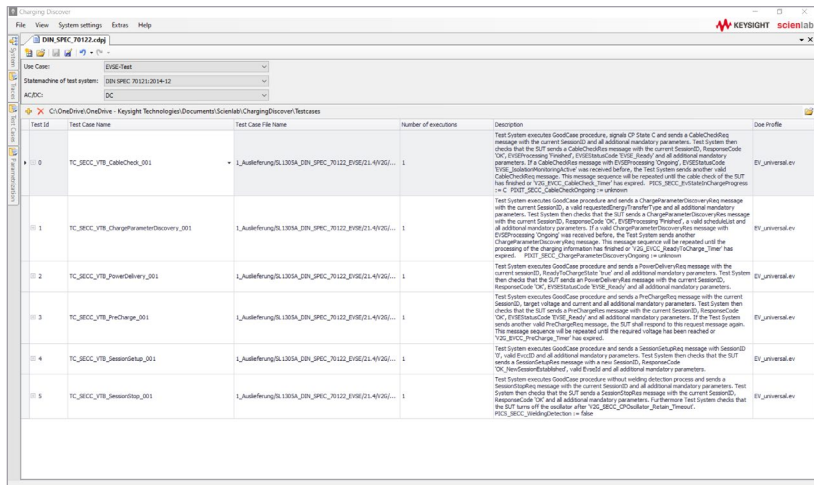 Charging Discover
File View System settings Extras Help
KEYSIGHT scienlab
DIN_SPEC_70122.cdpj
System
Traces
Test Cases
Parametrization
Use Case: EVSE-Test
Statemachine of test system: DIN SPEC 70121:2014-12
AC/DC: DC
C:\OneDrive\OneDrive - Keysight Technologies\Documents\Scienlab\ChargingDiscover\Testcases
Test Id Test Case Name Test Case File Name Number of executions Description Doe Profile
0 TC_SECC_VTB_CableCheck_001 1_Auslieferung/SL1305A_DIN_SPEC_70122_EVSE/21.4/V2G/... 1
Test System executes GoodCase procedure, signals CP State C and sends a CableCheckReq
message with the current SessionID and all additional mandatory parameters. Test System then
checks that the SUT sends a CableCheckRes message with the current SessionID, ResponseCode
'OK', EVSEProcessing 'Finished', EVSEStatusCode 'EVSE_Ready' and all additional mandatory
parameters. If a CableCheckRes message with EVSEProcessing 'Ongoing', EVSEStatusCode
'EVSE_IsolationMonitoringActive' was received before, the Test System sends another valid
CableCheckReq message. This message sequence will be repeated until the cable check of the SUT
has finished or 'V2G_EVCC_CableCheck_Timer' has expired. PICS_SECC_EvStateInChargeProgress
:= C PIXIT_SECC_CableCheckOngoing := unknown
EV_universal.ev
1 TC_SECC_VTB_ChargeParameterDiscovery_001 1_Auslieferung/SL1305A_DIN_SPEC_70122_EVSE/21.4/V2G/... 1
Test System executes GoodCase procedure and sends a ChargeParameterDiscoveryReq message
with the current SessionID, a valid requestedEnergyTransferType and all additional mandatory
parameters. Test System then checks that the SUT sends a ChargeParameterDiscoveryRes message
with the current SessionID, ResponseCode 'OK', EVSEProcessing 'Finished', a valid scheduleList and
all additional mandatory parameters. If a valid ChargeParameterDiscoveryRes message with
EVSEProcessing 'Ongoing' was received before, the Test System sends another
ChargeParameterDiscoveryReq message. This message sequence will be repeated until the
processing of the charging information has finished or 'V2G_EVCC_ReadyToCharge_Timer' has
expired. PIXIT_SECC_ChargeParameterDiscoveryOngoing := unknown
EV_universal.ev
2 TC_SECC_VTB_PowerDelivery_001 1_Auslieferung/SL1305A_DIN_SPEC_70122_EVSE/21.4/V2G/... 1
Test System executes GoodCase procedure and sends a PowerDeliveryReq message with the
current sessionID, ReadyToChargeState 'true' and all additional mandatory parameters. Test System
then checks that the SUT sends an PowerDeliveryRes message with the current SessionID,
ResponseCode 'OK', EVSEStatusCode 'EVSE_Ready' and all additional mandatory parameters.
EV_universal.ev
3 TC_SECC_VTB_PreCharge_001 1_Auslieferung/SL1305A_DIN_SPEC_70122_EVSE/21.4/V2G/... 1
Test System executes GoodCase procedure and sends a PreChargeReq message with the current
SessionID, target voltage and current and all additional mandatory parameters. Test System then
checks that the SUT sends a PreChargeRes message with the current SessionID, ResponseCode
'OK', EVSEStatusCode 'EVSE_Ready' and all additional mandatory parameters. If the Test System
sends another valid PreChargeReq message, the SUT shall respond to this request message again.
This message sequence will be repeated until the required voltage has been reached or
'V2G_EVCC_PreCharge_Timer' has expired.
EV_universal.ev
4 TC_SECC_VTB_SessionSetup_001 1_Auslieferung/SL1305A_DIN_SPEC_70122_EVSE/21.4/V2G/... 1
Test System executes GoodCase procedure and sends a SessionSetupReq message with SessionID
'0', valid EvccID and all additional mandatory parameters. Test System then checks that the SUT
sends a SessionSetupRes message with a new SessionID, ResponseCode
'OK_NewSessionEstablished', valid EvseId and all additional mandatory parameters.
EV_universal.ev
5 TC_SECC_VTB_SessionStop_001 1_Auslieferung/SL1305A_DIN_SPEC_70122_EVSE/21.4/V2G/... 1
Test System executes GoodCase procedure without welding detection process and sends a
SessionStopReq message with the current SessionID and all additional mandatory parameters. Test
System then checks that the SUT sends a SessionStopRes message with the current SessionID,
ResponseCode 'OK' and all additional mandatory parameters. Furthermore Test System checks that
the SUT turns off the oscillator after 'V2G_SECC_CPOscillator_Retain_Timeout'.
PICS_SECC_WeldingDetection := false
EV_universal.ev